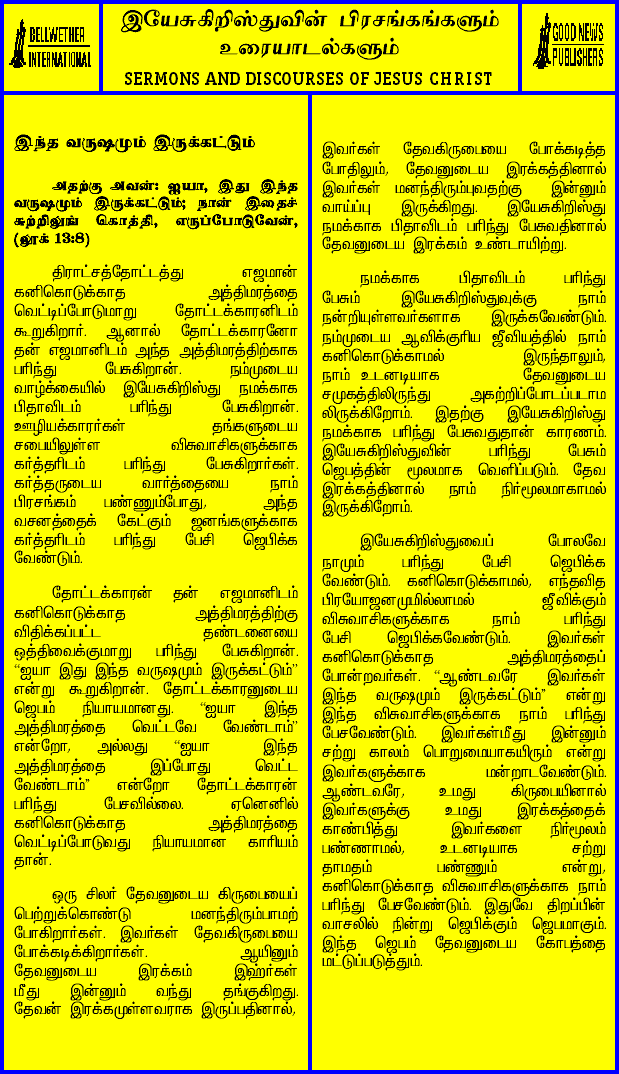 BELLWETHER
INTERNATIONAL
இயேசுகிறிஸ்துவின் பிரசங்கங்களும்
உரையாடல்களும்
SERMONS AND DISCOURSES OF JESUS CHRIST
GOOD NEWS
PUBLISHERS
இந்த வருஷமும் இருக்கட்டும்
அதற்கு அவன்: ஐயா, இது இந்த
வருஷமும் இருக்கட்டும்; நான் இதைச்
சுற்றிலுங் கொத்தி, எருப்போடுவேன்,
(லூக் 13:8)
திராட்சத்தோட்டத்து எஜமான்
கனிகொடுக்காத அத்திமரத்தை
வெட்டிப்போடுமாறு தோட்டக்காரனிடம்
கூறுகிறார். ஆனால் தோட்டக்காரனோ
தன் எஜமானிடம் அந்த அத்திமரத்திற்காக
பரிந்து பேசுகிறான். நம்முடைய
வாழ்க்கையில் இயேசுகிறிஸ்து நமக்காக
பிதாவிடம் பரிந்து பேசுகிறான்.
ஊழியக்காரர்கள் தங்களுடைய
சபையிலுள்ள விசுவாசிகளுக்காக
கர்த்தரிடம் பரிந்து பேசுகிறார்கள்.
கர்த்தருடைய வார்த்தையை நாம்
பிரசங்கம் பண்ணும்போது, அந்த
வசனத்தைக் கேட்கும் ஜனங்களுக்காக
கர்த்தரிடம் பரிந்து பேசி ஜெபிக்க
வேண்டும்.
தோட்டக்காரன் தன் எஜமானிடம்
கனிகொடுக்காத அத்திமரத்திற்கு
விதிக்கப்பட்ட தண்டனையை
ஒத்திவைக்குமாறு பரிந்து பேசுகிறான்.
“ஐயா இது இந்த வருஷமும் இருக்கட்டும்”
என்று கூறுகிறான். தோட்டக்காரனுடைய
ஜெபம் நியாயமானது. “ஐயா இந்த
அத்திமரத்தை வெட்டவே வேண்டாம்”
என்றோ, அல்லது “ஐயா இந்த
அத்திமரத்தை இப்போது வெட்ட
வேண்டாம்” என்றோ தோட்டக்காரன்
பரிந்து பேசவில்லை. ஏனெனில்
கனிகொடுக்காத அத்திமரத்தை
வெட்டிப்போடுவது நியாயமான காரியம்
தான்.
ஒரு சிலர் தேவனுடைய கிருபையைப்
பெற்றுக்கொண்டு மனந்திரும்பாமற்
போகிறார்கள். இவர்கள் தேவகிருபையை
போக்கடிக்கிறார்கள். ஆயினும்
தேவனுடைய இரக்கம் இஹ்ர்கள்
மீது இன்னும் வந்து தங்குகிறது.
தேவன் இரக்கமுள்ளவராக இருப்பதினால்,
இவர்கள் தேவகிருபையை போக்கடித்த
போதிலும், தேவனுடைய இரக்கத்தினால்
இவர்கள் மனந்திரும்புவதற்கு இன்னும்
வாய்ப்பு இருக்கிறது. இயேசுகிறிஸ்து
நமக்காக பிதாவிடம் பரிந்து பேசுவதினால்
தேவனுடைய இரக்கம் உண்டாயிற்று.
நமக்காக பிதாவிடம் பரிந்து
பேசும் இயேசுகிறிஸ்துவுக்கு நாம்
நன்றியுள்ளவர்களாக இருக்கவேண்டும்.
நம்முடைய ஆவிக்குரிய ஜீவியத்தில் நாம்
கனிகொடுக்காமல் இருந்தாலும்,
நாம் உடனடியாக தேவனுடைய
சமுகத்திலிருந்து அகற்றிப்போடப்படாம
லிருக்கிறோம். இதற்கு இயேசுகிறிஸ்து
நமக்காக பரிந்து பேசுவதுதான் காரணம்.
இயேசுகிறிஸ்துவின் பரிந்து பேசும்
ஜெபத்தின் மூலமாக வெளிப்படும். தேவ
இரக்கத்தினால் நாம் நிர்மூலமாகாமல்
இருக்கிறோம்.
இயேசுகிறிஸ்துவைப் போலவே
நாமும் பரிந்து பேசி ஜெபிக்க
வேண்டும். கனிகொடுக்காமல், எந்தவித
பிரயோஜனமுமில்லாமல் ஜீவிக்கும்
விசுவாசிகளுக்காக நாம் பரிந்து
பேசி ஜெபிக்கவேண்டும். இவர்கள்
கனிகொடுக்காத அத்திமரத்தைப்
போன்றவர்கள். “ஆண்டவரே இவர்கள்
இந்த வருஷமும் இருக்கட்டும்” என்று
இந்த விசுவாசிகளுக்காக நாம் பரிந்து
பேசவேண்டும். இவர்கள்மீது இன்னும்
சற்று காலம் பொறுமையாகயிரும் என்று
இவர்களுக்காக மன்றாடவேண்டும்.
ஆண்டவரே, உமது கிருபையினால்
இவர்களுக்கு உமது இரக்கத்தைக்
காண்பித்து இவர்களை நிர்மூலம்
பண்ணாமல், உடனடியாக சற்று
தாமதம் பண்ணும் என்று,
கனிகொடுக்காத விசுவாசிகளுக்காக நாம்
பரிந்து பேசவேண்டும். இதுவே திறப்பின்
வாசலில் நின்று ஜெபிக்கும் ஜெபமாகும்.
இந்த ஜெபம் தேவனுடைய கோபத்தை
மட்டுப்படுத்தும்.